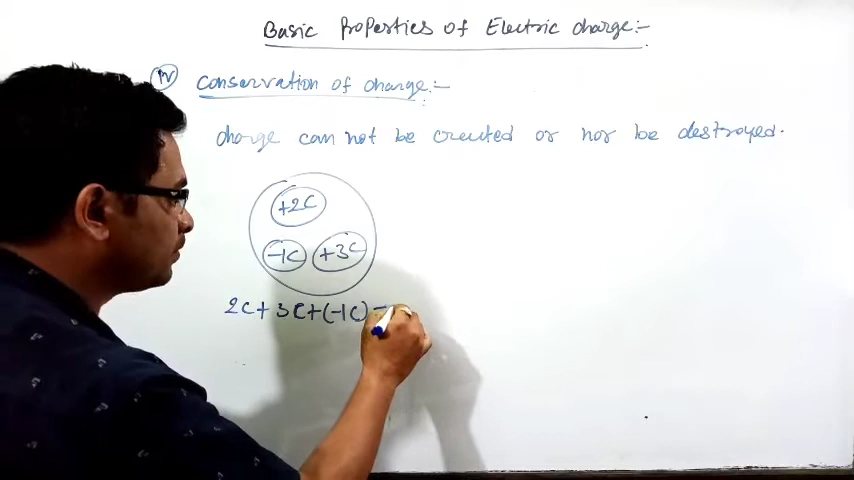 Basic Properties of Electric charge:-
IV Conservation of charge:-
charge can not be created or nor be destroyed.
+2C
-1C +3C
2C+3C+(-1C)=